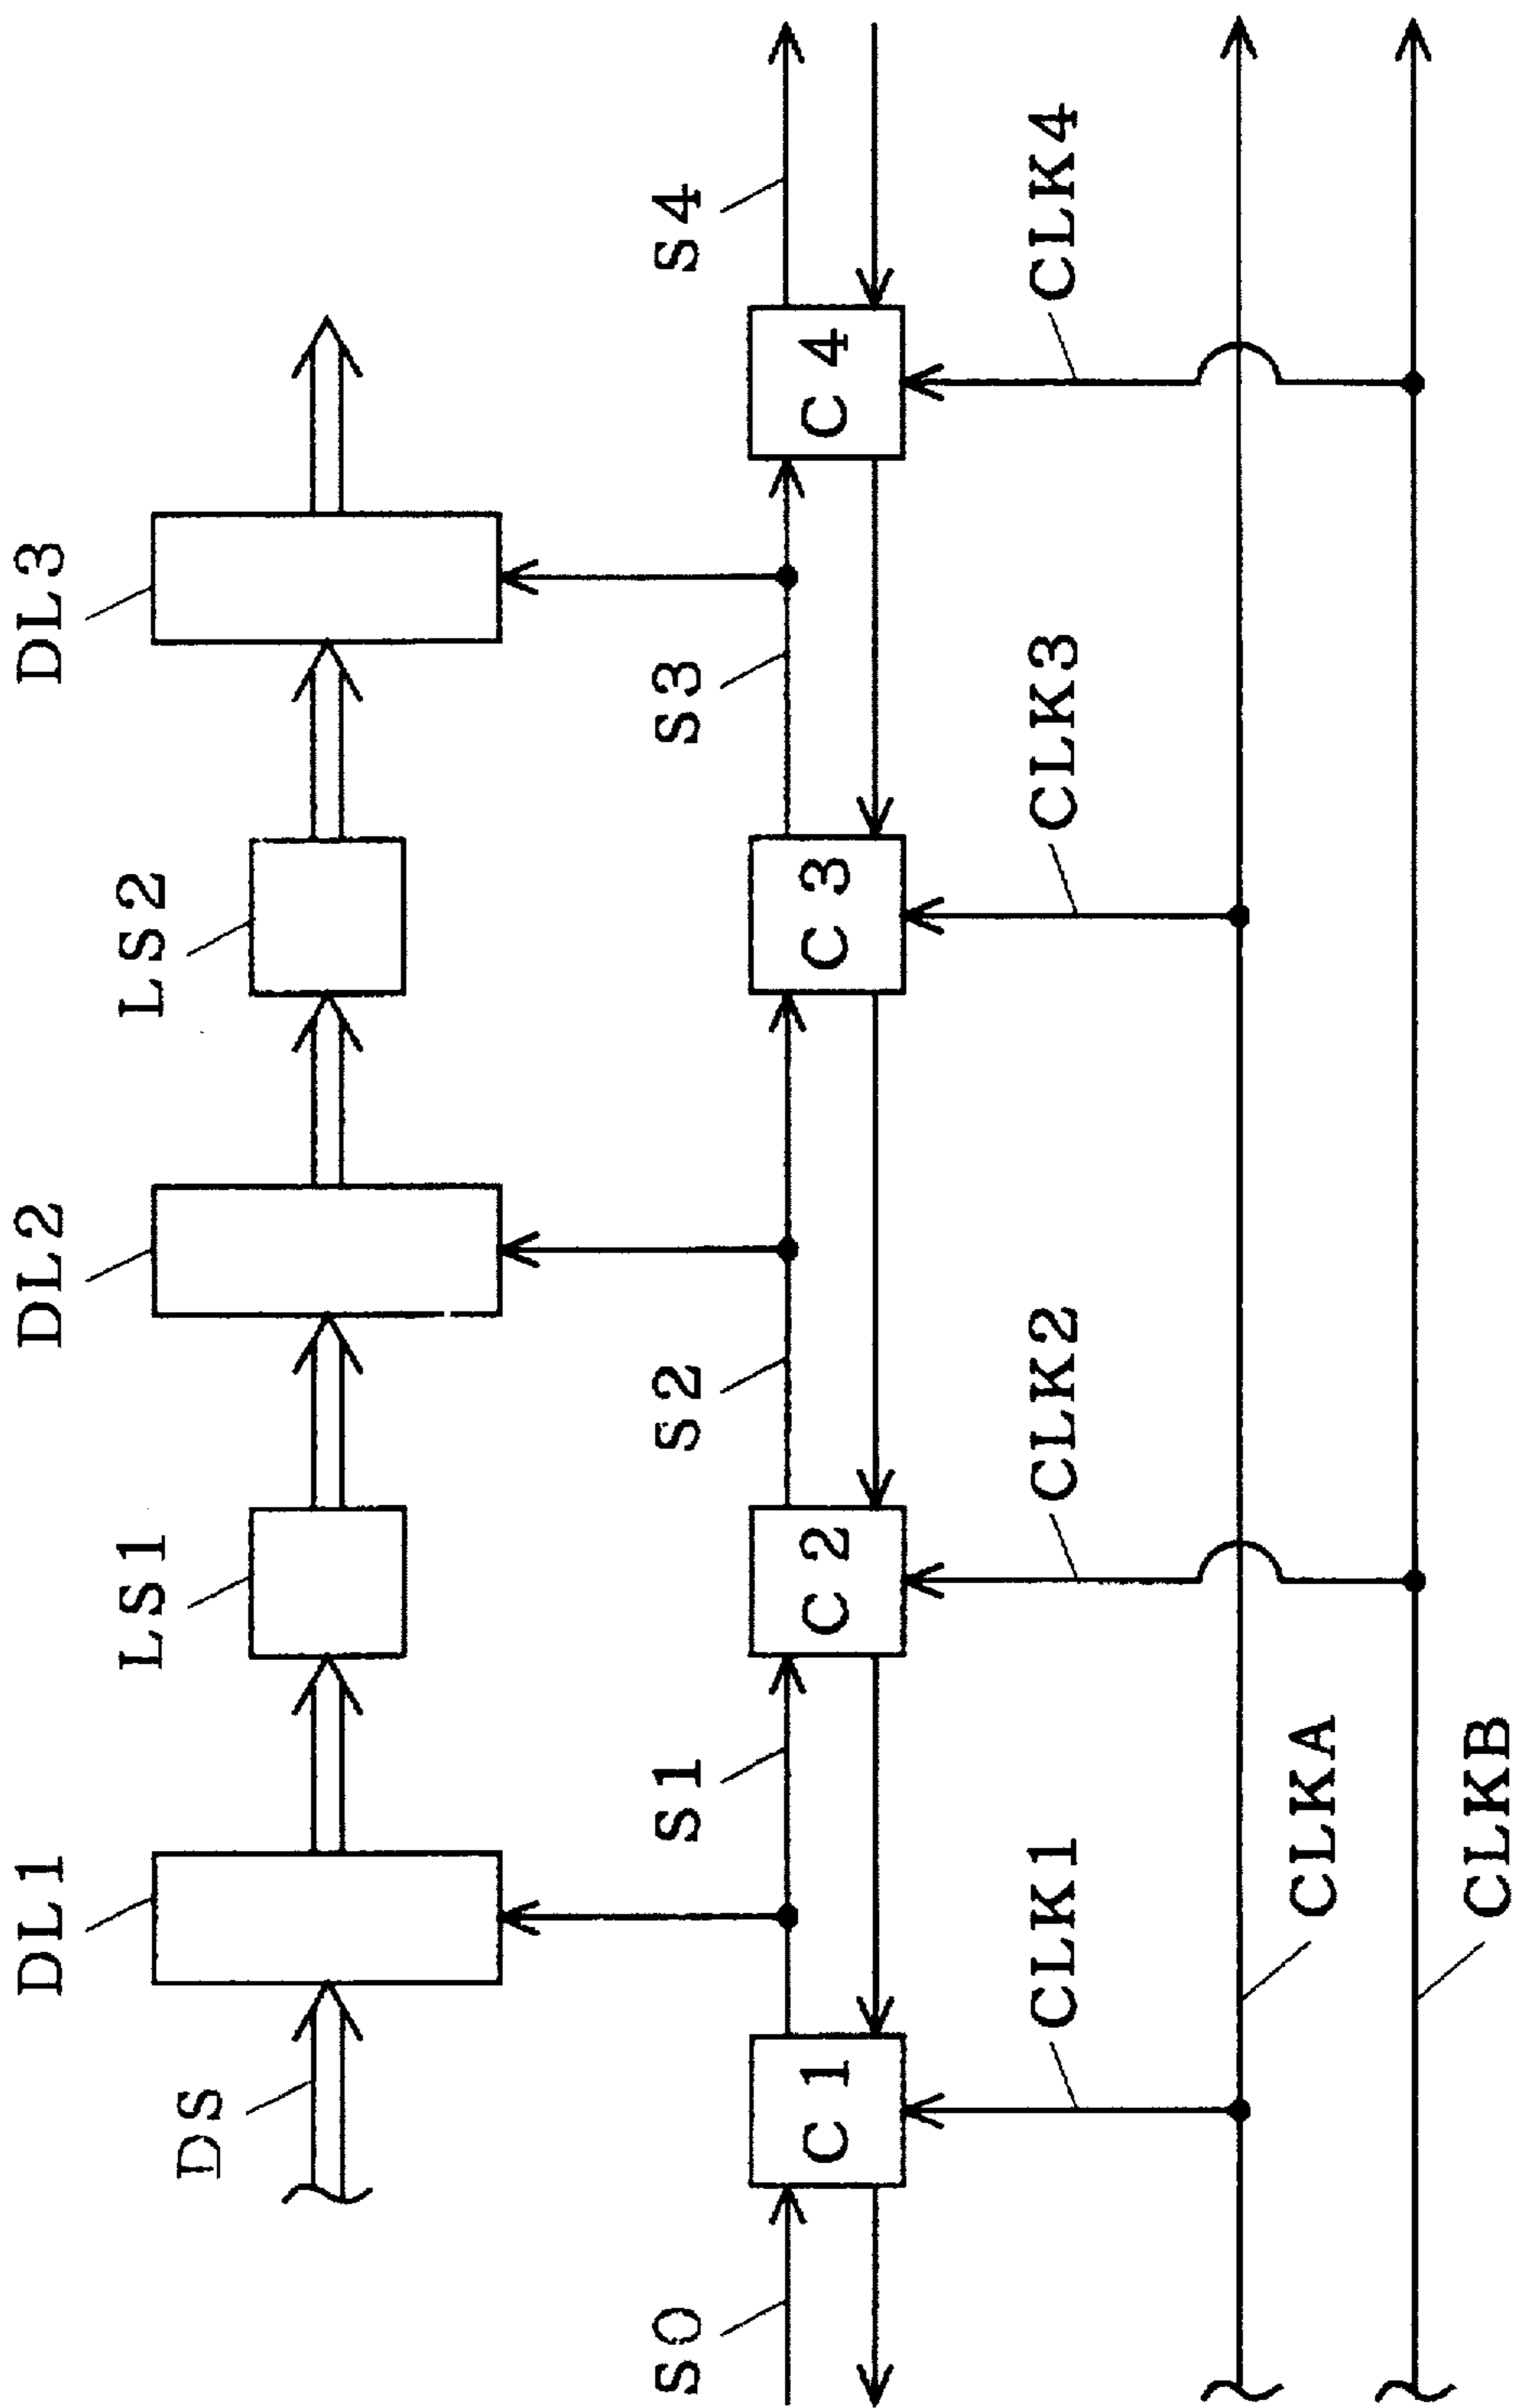 DL1
DL2
DL3
DS
LS1
LS2
S0
S1
S2
S3
S4
C1
C2
C3
C4
CLK1
CLK2
CLK3
CLK4
CLKA
CLKB